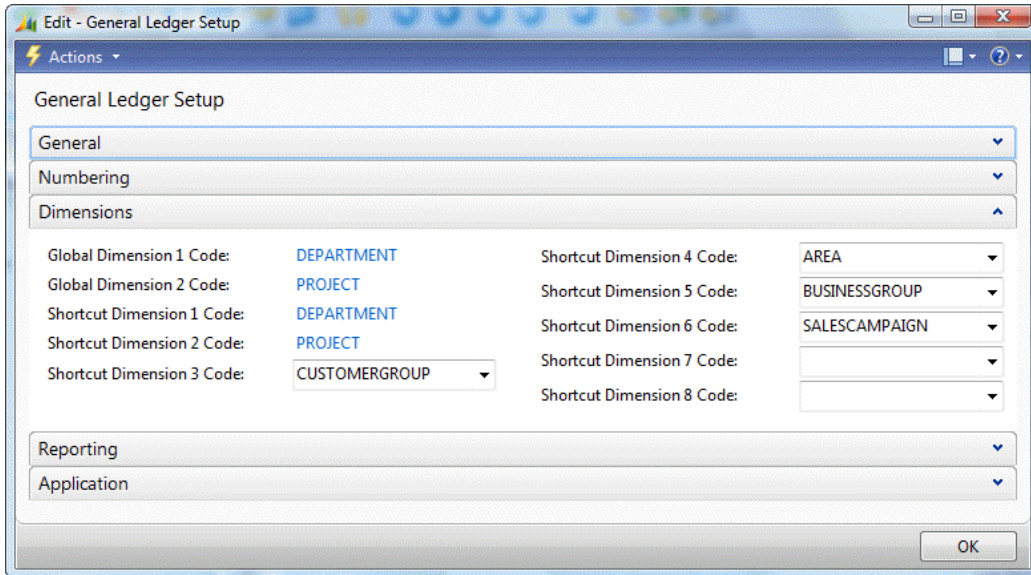 Edit - General Ledger Setup
Actions
General Ledger Setup
General
Numbering
Dimensions
Global Dimension 1 Code: DEPARTMENT
Global Dimension 2 Code: PROJECT
Shortcut Dimension 1 Code: DEPARTMENT
Shortcut Dimension 2 Code: PROJECT
Shortcut Dimension 3 Code: CUSTOMERGROUP
Shortcut Dimension 4 Code: AREA
Shortcut Dimension 5 Code: BUSINESSGROUP
Shortcut Dimension 6 Code: SALESCAMPAIGN
Shortcut Dimension 7 Code:
Shortcut Dimension 8 Code:
Reporting
Application
OK